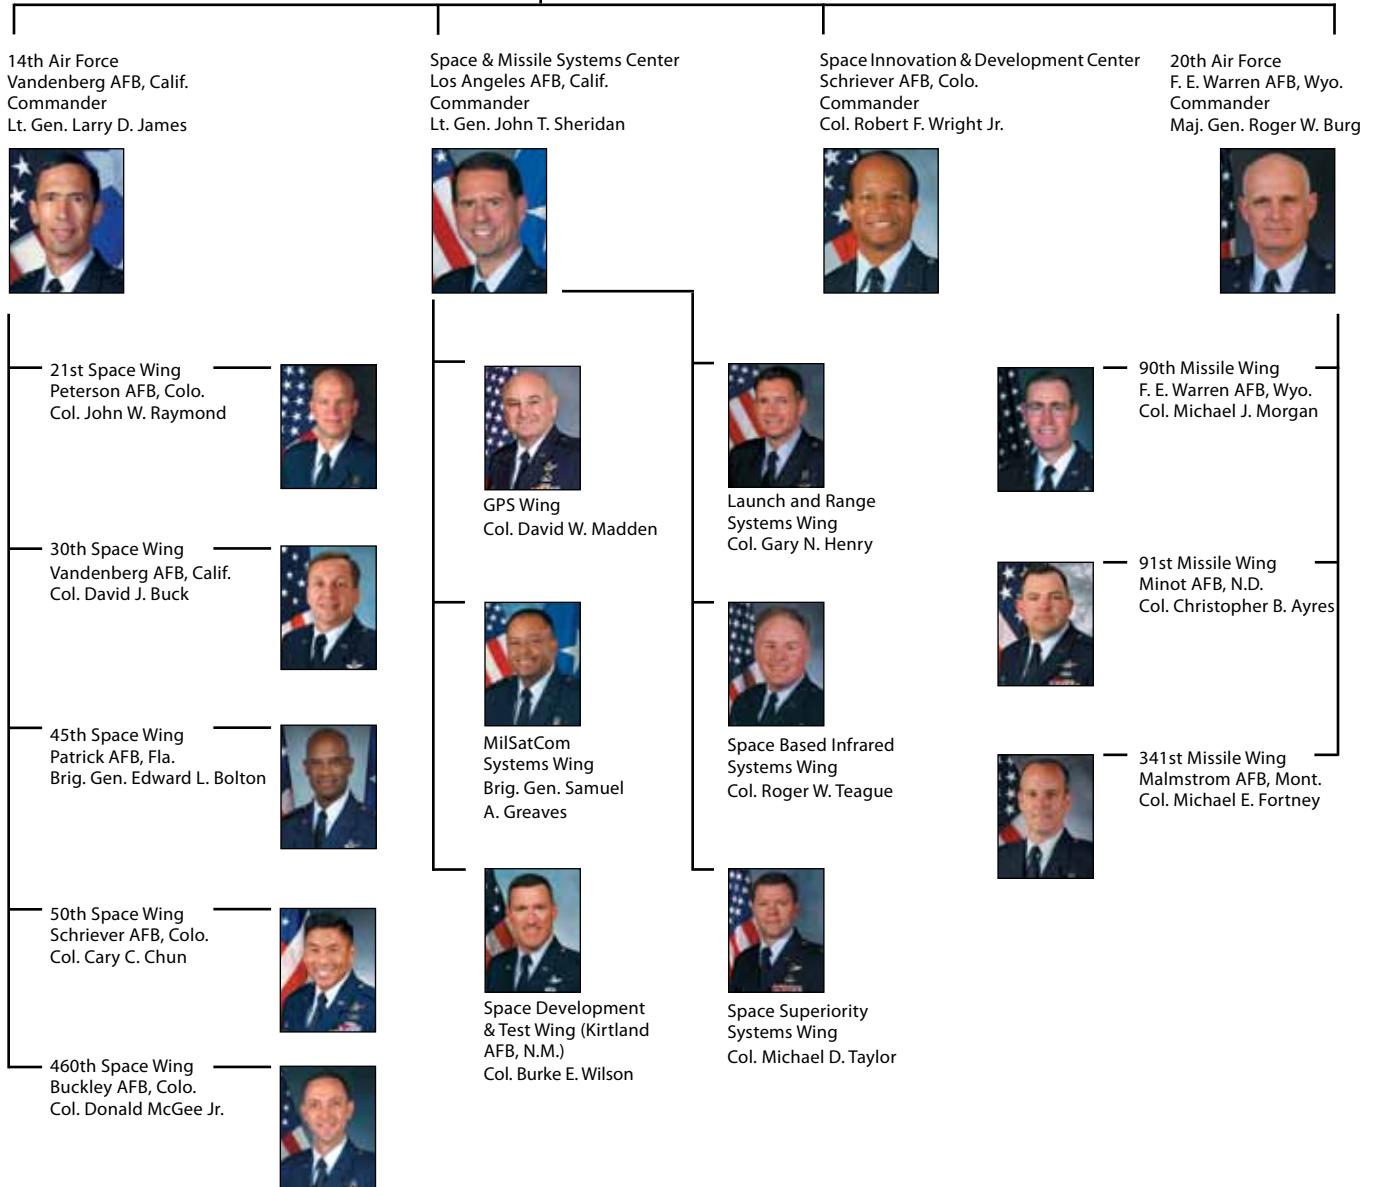 14th Air Force
Vandenberg AFB, Calif.
Commander
Lt. Gen. Larry D. James
Space & Missile Systems Center
Los Angeles AFB, Calif.
Commander
Lt. Gen. John T. Sheridan
Space Innovation & Development Center
Schriever AFB, Colo.
Commander
Col. Robert F. Wright Jr.
20th Air Force
F. E. Warren AFB, Wyo.
Commander
Maj. Gen. Roger W. Burg
21st Space Wing
Peterson AFB, Colo.
Col. John W. Raymond
30th Space Wing
Vandenberg AFB, Calif.
Col. David J. Buck
45th Space Wing
Patrick AFB, Fla.
Brig. Gen. Edward L. Bolton
50th Space Wing
Schriever AFB, Colo.
Col. Cary C. Chun
460th Space Wing
Buckley AFB, Colo.
Col. Donald McGee Jr.
GPS Wing
Col. David W. Madden
MilSatCom
Systems Wing
Brig. Gen. Samuel
A. Greaves
Space Development
& Test Wing (Kirtland
AFB, N.M.)
Col. Burke E. Wilson
Launch and Range
Systems Wing
Col. Gary N. Henry
Space Based Infrared
Systems Wing
Col. Roger W. Teague
Space Superiority
Systems Wing
Col. Michael D. Taylor
90th Missile Wing
F. E. Warren AFB, Wyo.
Col. Michael J. Morgan
91st Missile Wing
Minot AFB, N.D.
Col. Christopher B. Ayres
341st Missile Wing
Malmstrom AFB, Mont.
Col. Michael E. Fortney